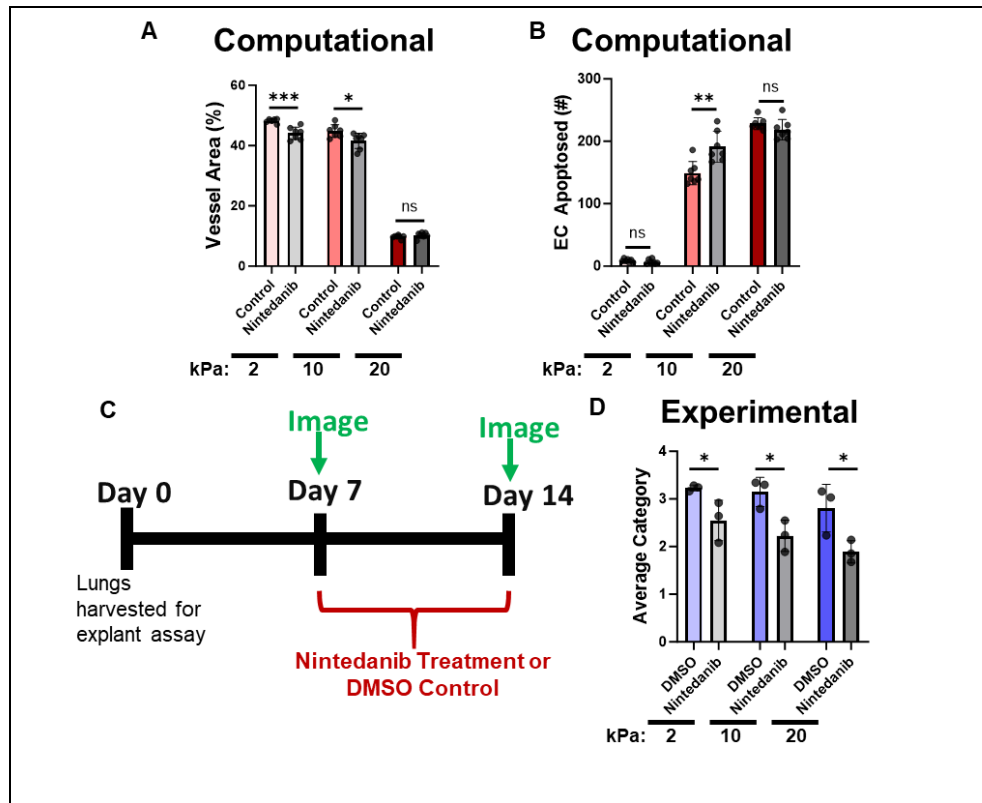 A
Computational
Vessel Area (%)
60
40
20
0
***
*
ns
Control
Nintedanib
Control
Nintedanib
Control
Nintedanib
kPa: 2 10 20
B
Computational
EC Apoptosed (#)
300
200
100
0
ns
**
ns
Control
Nintedanib
Control
Nintedanib
Control
Nintedanib
kPa: 2 10 20
C
Image
Image
Day 0
Day 7
Day 14
Lungs
harvested for
explant assay
Nintedanib Treatment or
DMSO Control
D
Experimental
Average Category
4
3
2
1
0
*
*
*
DMSO
Nintedanib
DMSO
Nintedanib
DMSO
Nintedanib
kPa: 2 10 20